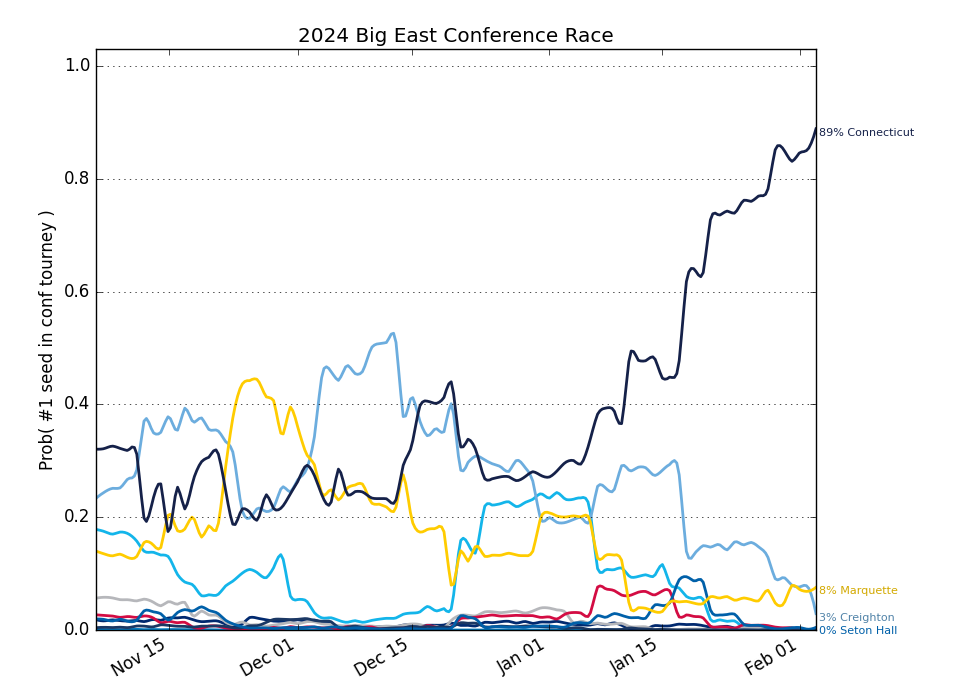 2024 Big East Conference Race
Prob( #1 seed in conf tourney )
1.0
0.8
0.6
0.4
0.2
0.0
89% Connecticut
8% Marquette
3% Creighton
0% Seton Hall
Nov 15
Dec 01
Dec 15
Jan 01
Jan 15
Feb 01